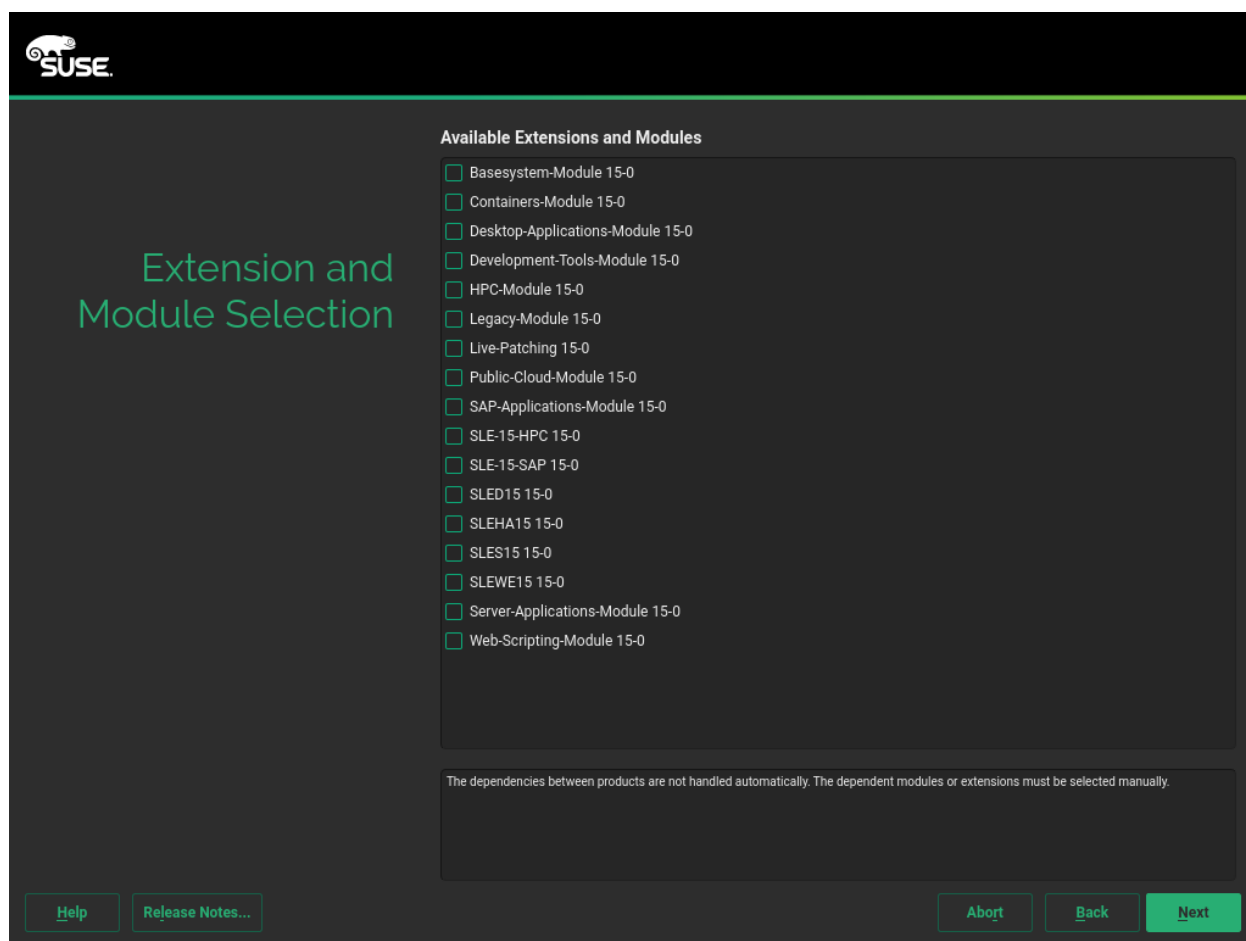 SUSE.
Extension and
Module Selection
Available Extensions and Modules
Basesystem-Module 15-0
Containers-Module 15-0
Desktop-Applications-Module 15-0
Development-Tools-Module 15-0
HPC-Module 15-0
Legacy-Module 15-0
Live-Patching 15-0
Public-Cloud-Module 15-0
SAP-Applications-Module 15-0
SLE-15-HPC 15-0
SLE-15-SAP 15-0
SLED15 15-0
SLEHA15 15-0
SLES15 15-0
SLEWE15 15-0
Server-Applications-Module 15-0
Web-Scripting-Module 15-0
The dependencies between products are not handled automatically. The dependent modules or extensions must be selected manually.
Help
Release Notes...
Abort
Back
Next